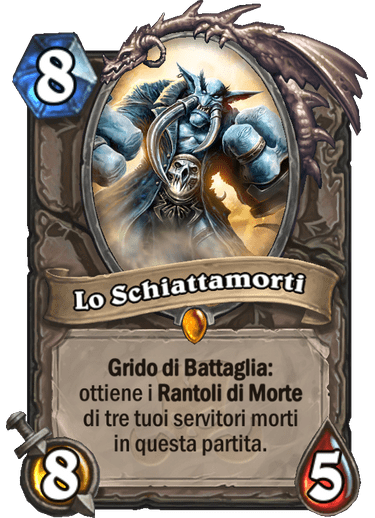 8
Lo Schiattamorti
Grido di Battaglia:
ottiene i Rantoli di Morte
di tre tuoi servitori morti
in questa partita.
8
5